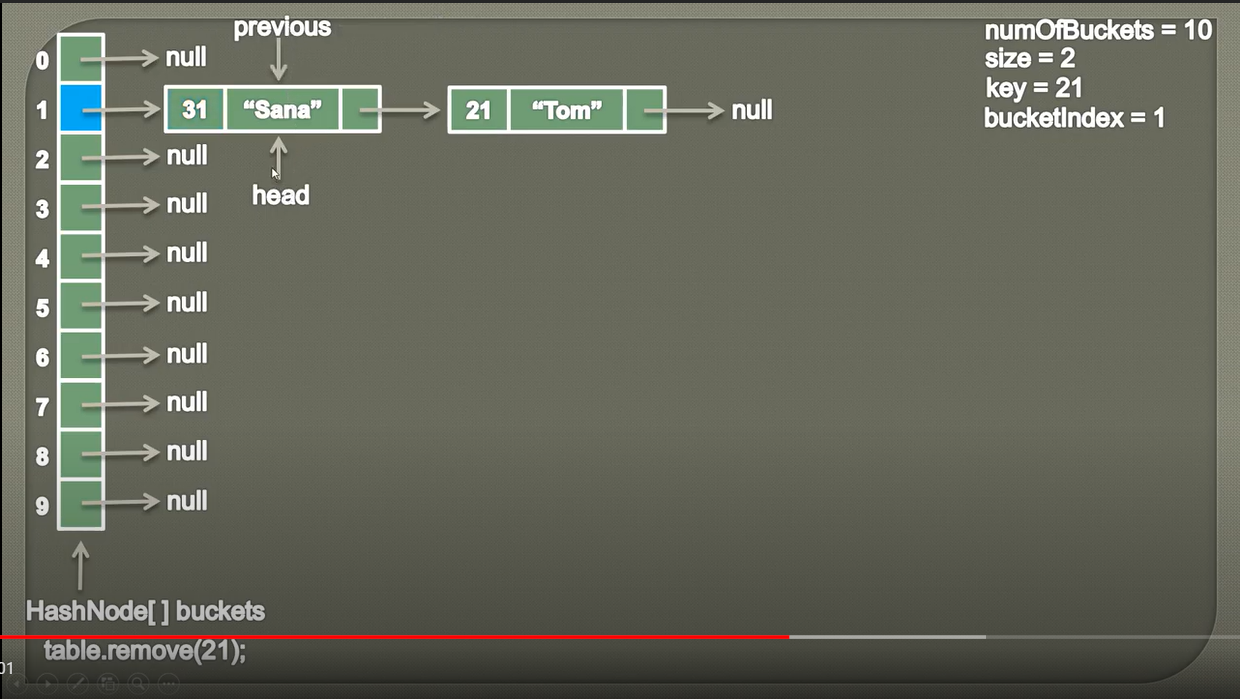 previous
numOfBuckets = 10
size = 2
key = 21
bucketIndex = 1
0 null
1 31 “Sana” 21 “Tom” null
2 null
head
3 null
4 null
5 null
6 null
7 null
8 null
9 null
HashNode[ ] buckets
table.remove(21);
01